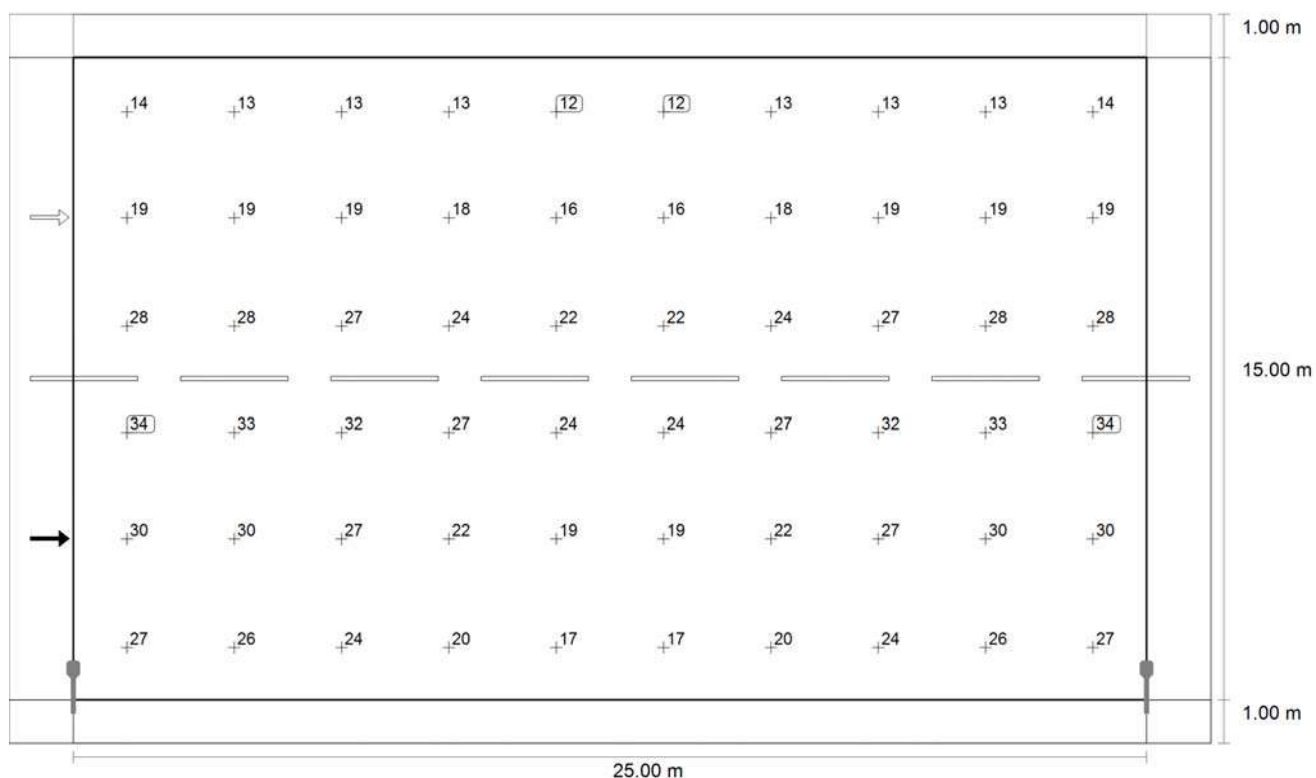 1.00 m
14 13 13 13 12 12 13 13 13 14
19 19 19 18 16 16 18 19 19 19
28 28 27 24 22 22 24 27 28 28
15.00 m
34 33 32 27 24 24 27 32 33 34
30 30 27 22 19 19 22 27 30 30
27 26 24 20 17 17 20 24 26 27
1.00 m
25.00 m